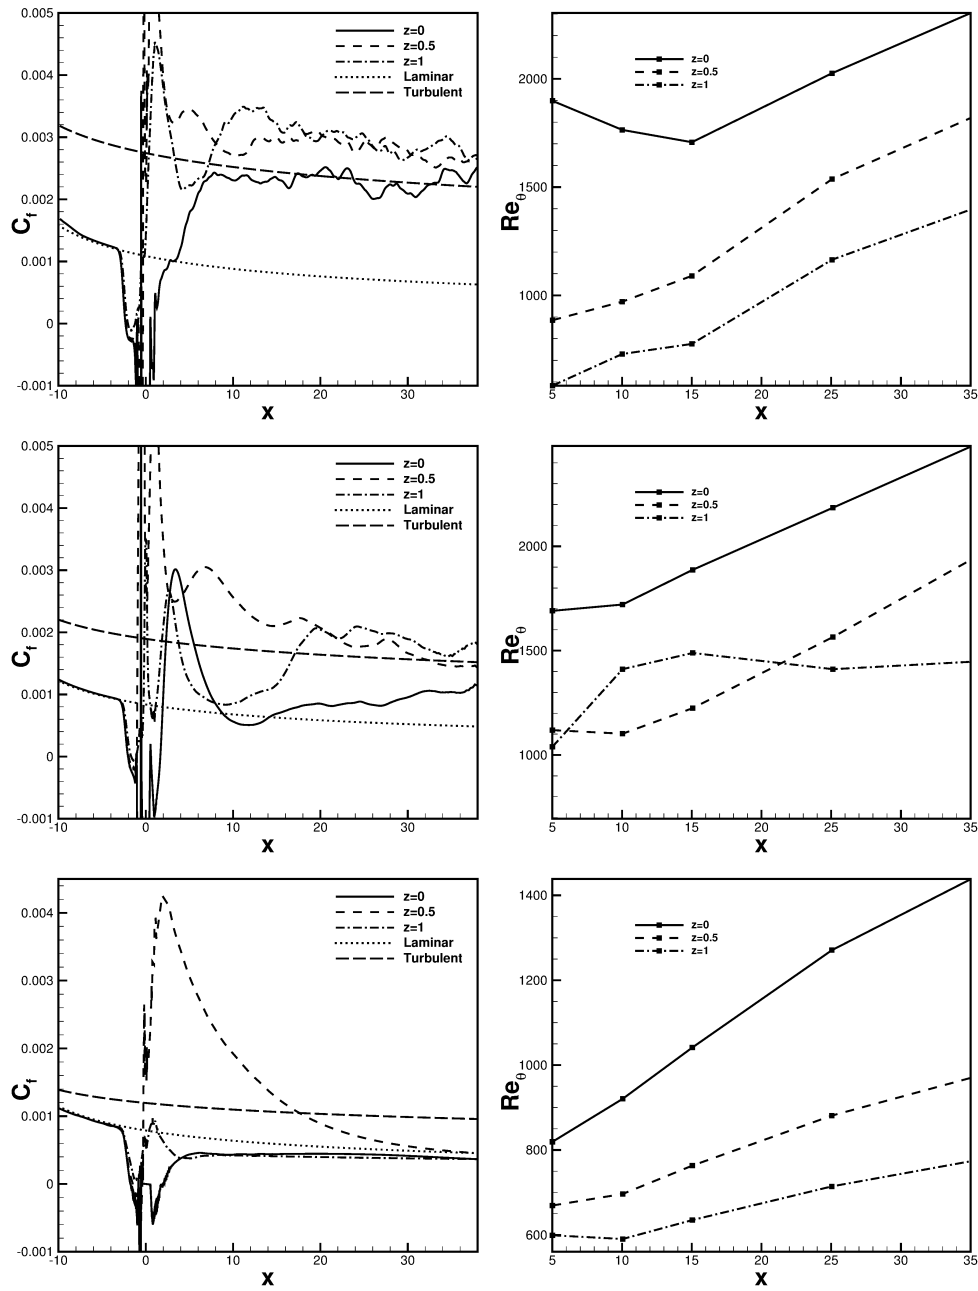 0.005
0.004
0.003
0.002
0.001
0
-0.001
C_f
-10 0 10 20 30
x
z=0
z=0.5
z=1
Laminar
Turbulent
2000
1500
1000
Re_θ
5 10 15 20 25 30 35
x
z=0
z=0.5
z=1
0.005
0.004
0.003
0.002
0.001
0
-0.001
C_f
-10 0 10 20 30
x
z=0
z=0.5
z=1
Laminar
Turbulent
2000
1500
1000
Re_θ
5 10 15 20 25 30 35
x
z=0
z=0.5
z=1
0.004
0.003
0.002
0.001
0
-0.001
C_f
-10 0 10 20 30
x
z=0
z=0.5
z=1
Laminar
Turbulent
1400
1200
1000
800
600
Re_θ
5 10 15 20 25 30 35
x
z=0
z=0.5
z=1